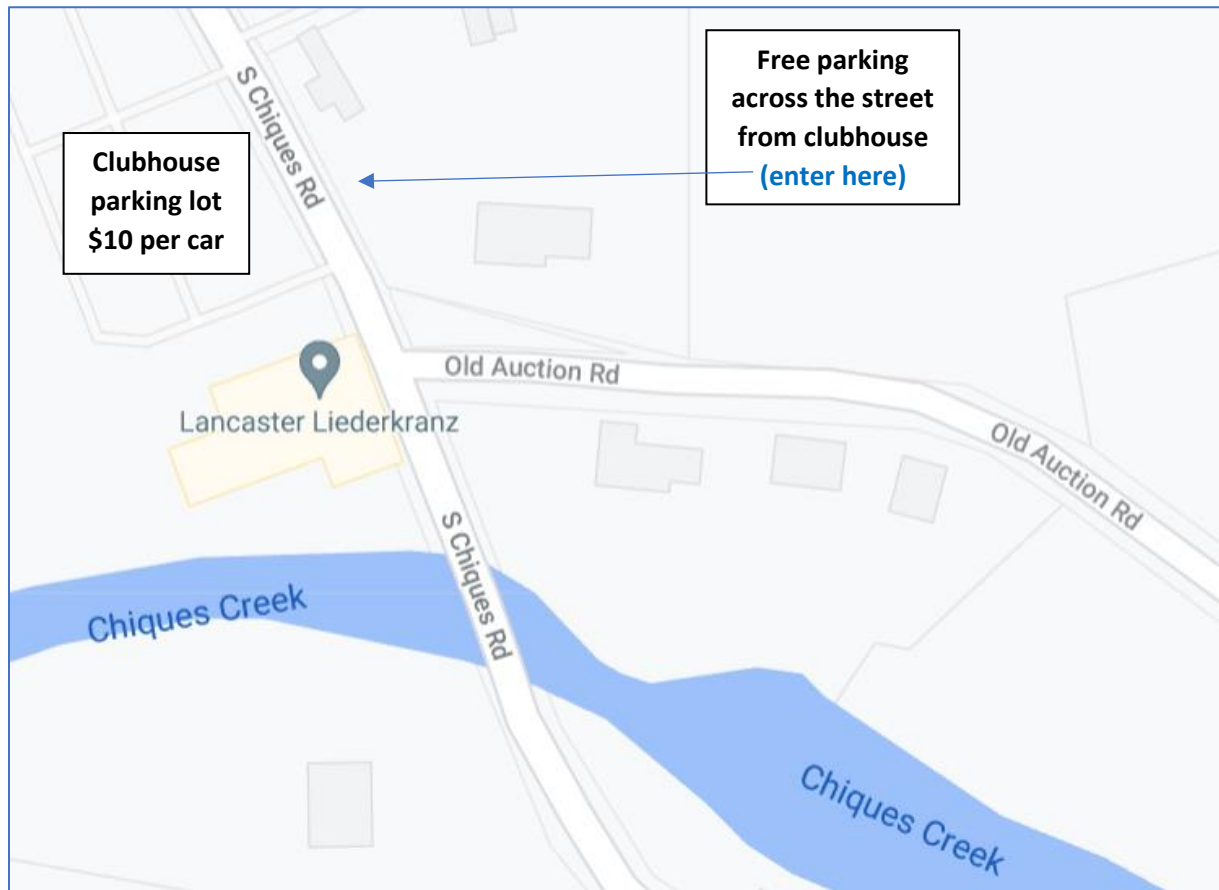 S Chiques Rd
Free parking
across the street
from clubhouse
(enter here)
Clubhouse
parking lot
$10 per car
Old Auction Rd
Lancaster Liederkranz
Old Auction Rd
S Chiques Rd
Chiques Creek
Chiques Creek